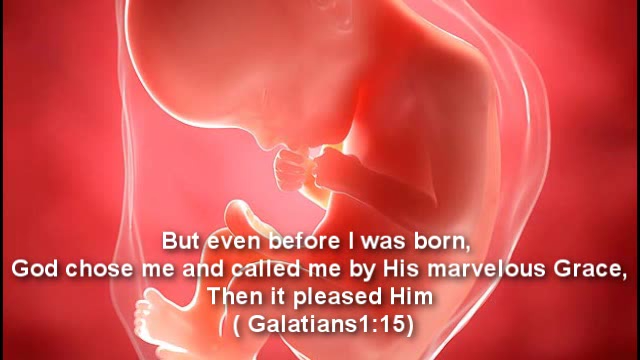 But even before I was born,
God chose me and called me by His marvelous Grace,
Then it pleased Him
( Galatians1:15)